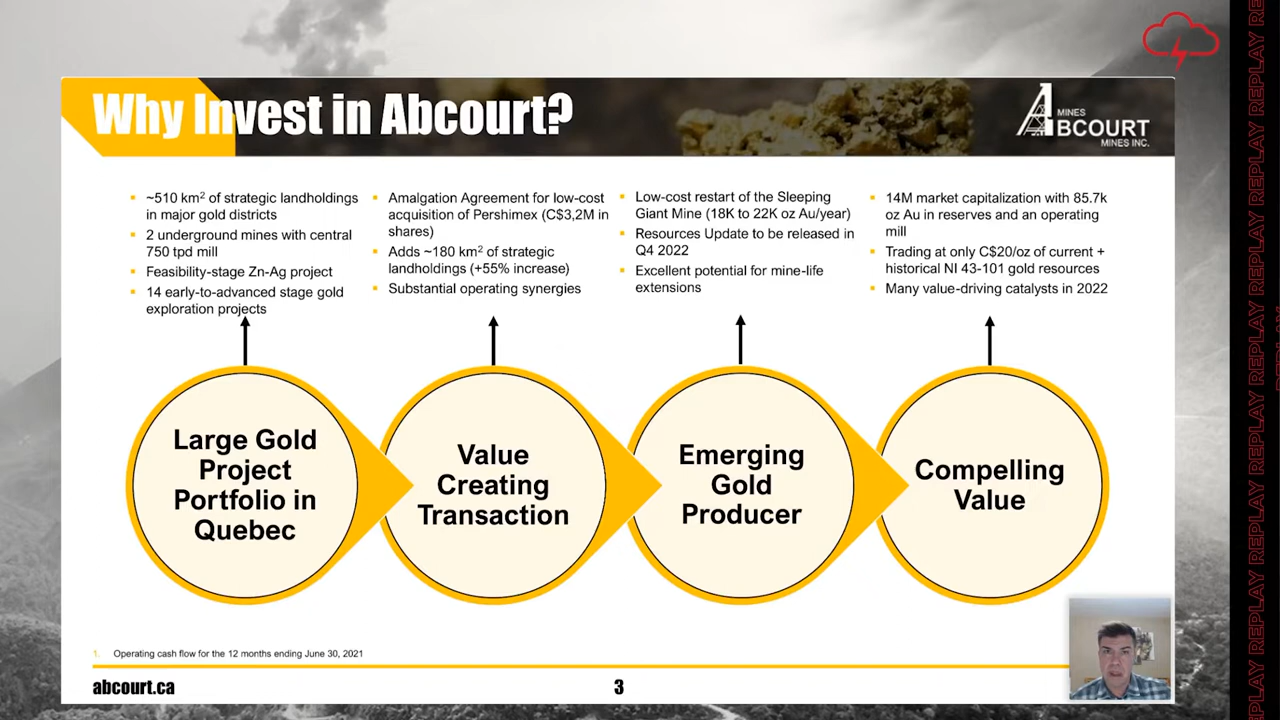 Why Invest in Abcourt?
MINES
ABCOURT
MINES INC.
▪ ~510 km² of strategic landholdings
in major gold districts
▪ 2 underground mines with central
750 tpd mill
▪ Feasibility-stage Zn-Ag project
▪ 14 early-to-advanced stage gold
exploration projects
▪ Amalgation Agreement for low-cost
acquisition of Pershimex (C$3,2M in
shares)
▪ Adds ~180 km² of strategic
landholdings (+55% increase)
▪ Substantial operating synergies
▪ Low-cost restart of the Sleeping
Giant Mine (18K to 22K oz Au/year)
▪ Resources Update to be released in
Q4 2022
▪ Excellent potential for mine-life
extensions
▪ 14M market capitalization with 85.7k
oz Au in reserves and an operating
mill
▪ Trading at only C$20/oz of current +
historical NI 43-101 gold resources
▪ Many value-driving catalysts in 2022
Large Gold
Project
Portfolio in
Quebec
Value
Creating
Transaction
Emerging
Gold
Producer
Compelling
Value
1. Operating cash flow for the 12 months ending June 30, 2021
abcourt.ca
3
REPLAY REPLAY REPLAY REPLAY REPLAY REPLAY REPLAY REPLAY REPLAY